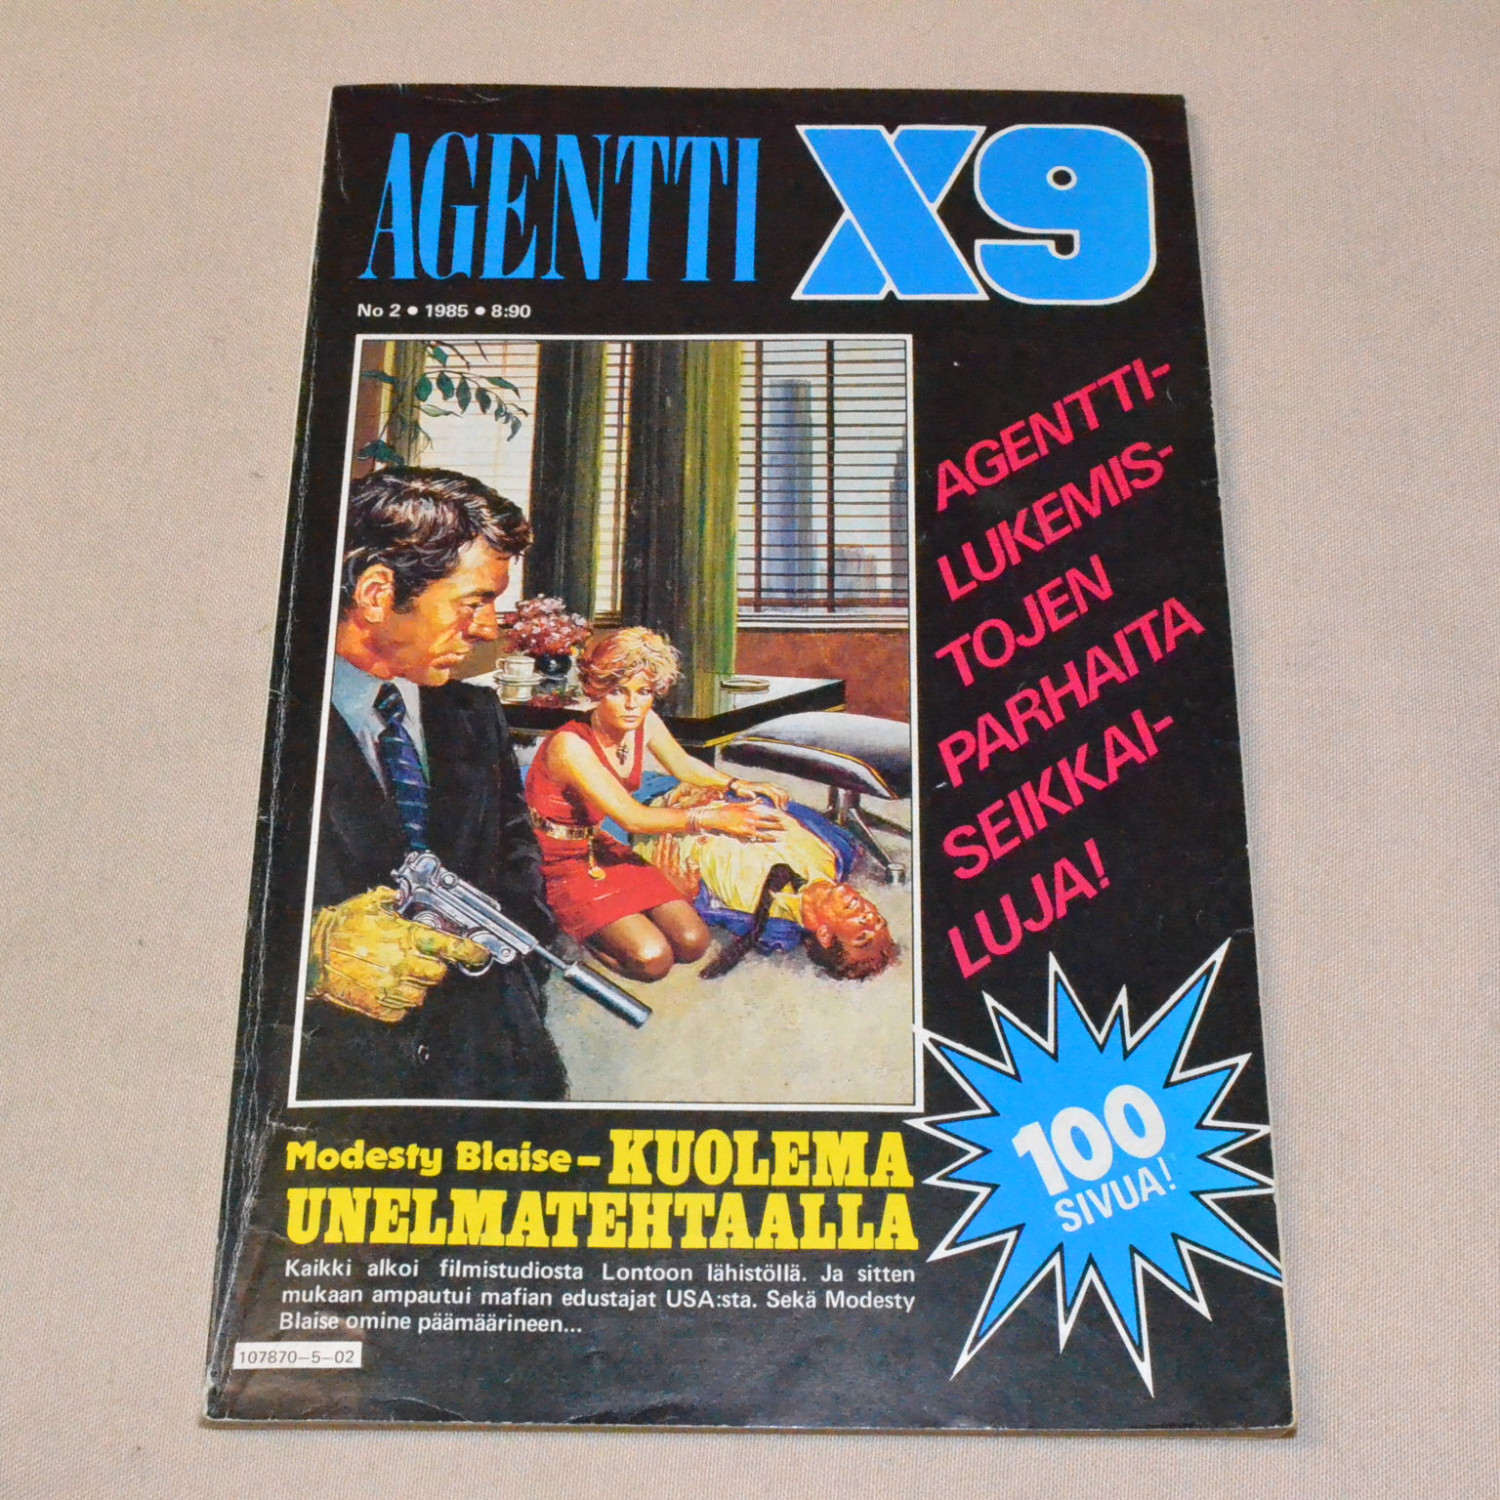 AGENTTI X9
No 2 • 1985 • 8:90
AGENTTI-
LUKEMIS-
TOJEN
PARHAITA
SEIKKAI-
LUJA!
100
SIVUA!
Modesty Blaise – KUOLEMA
UNELMATEHTAALLA
Kaikki alkoi filmistudiosta Lontoon lähistöllä. Ja sitten
mukaan ampautui mafian edustajat USA:sta. Sekä Modesty
Blaise omine päämäärineen...
107870–5–02